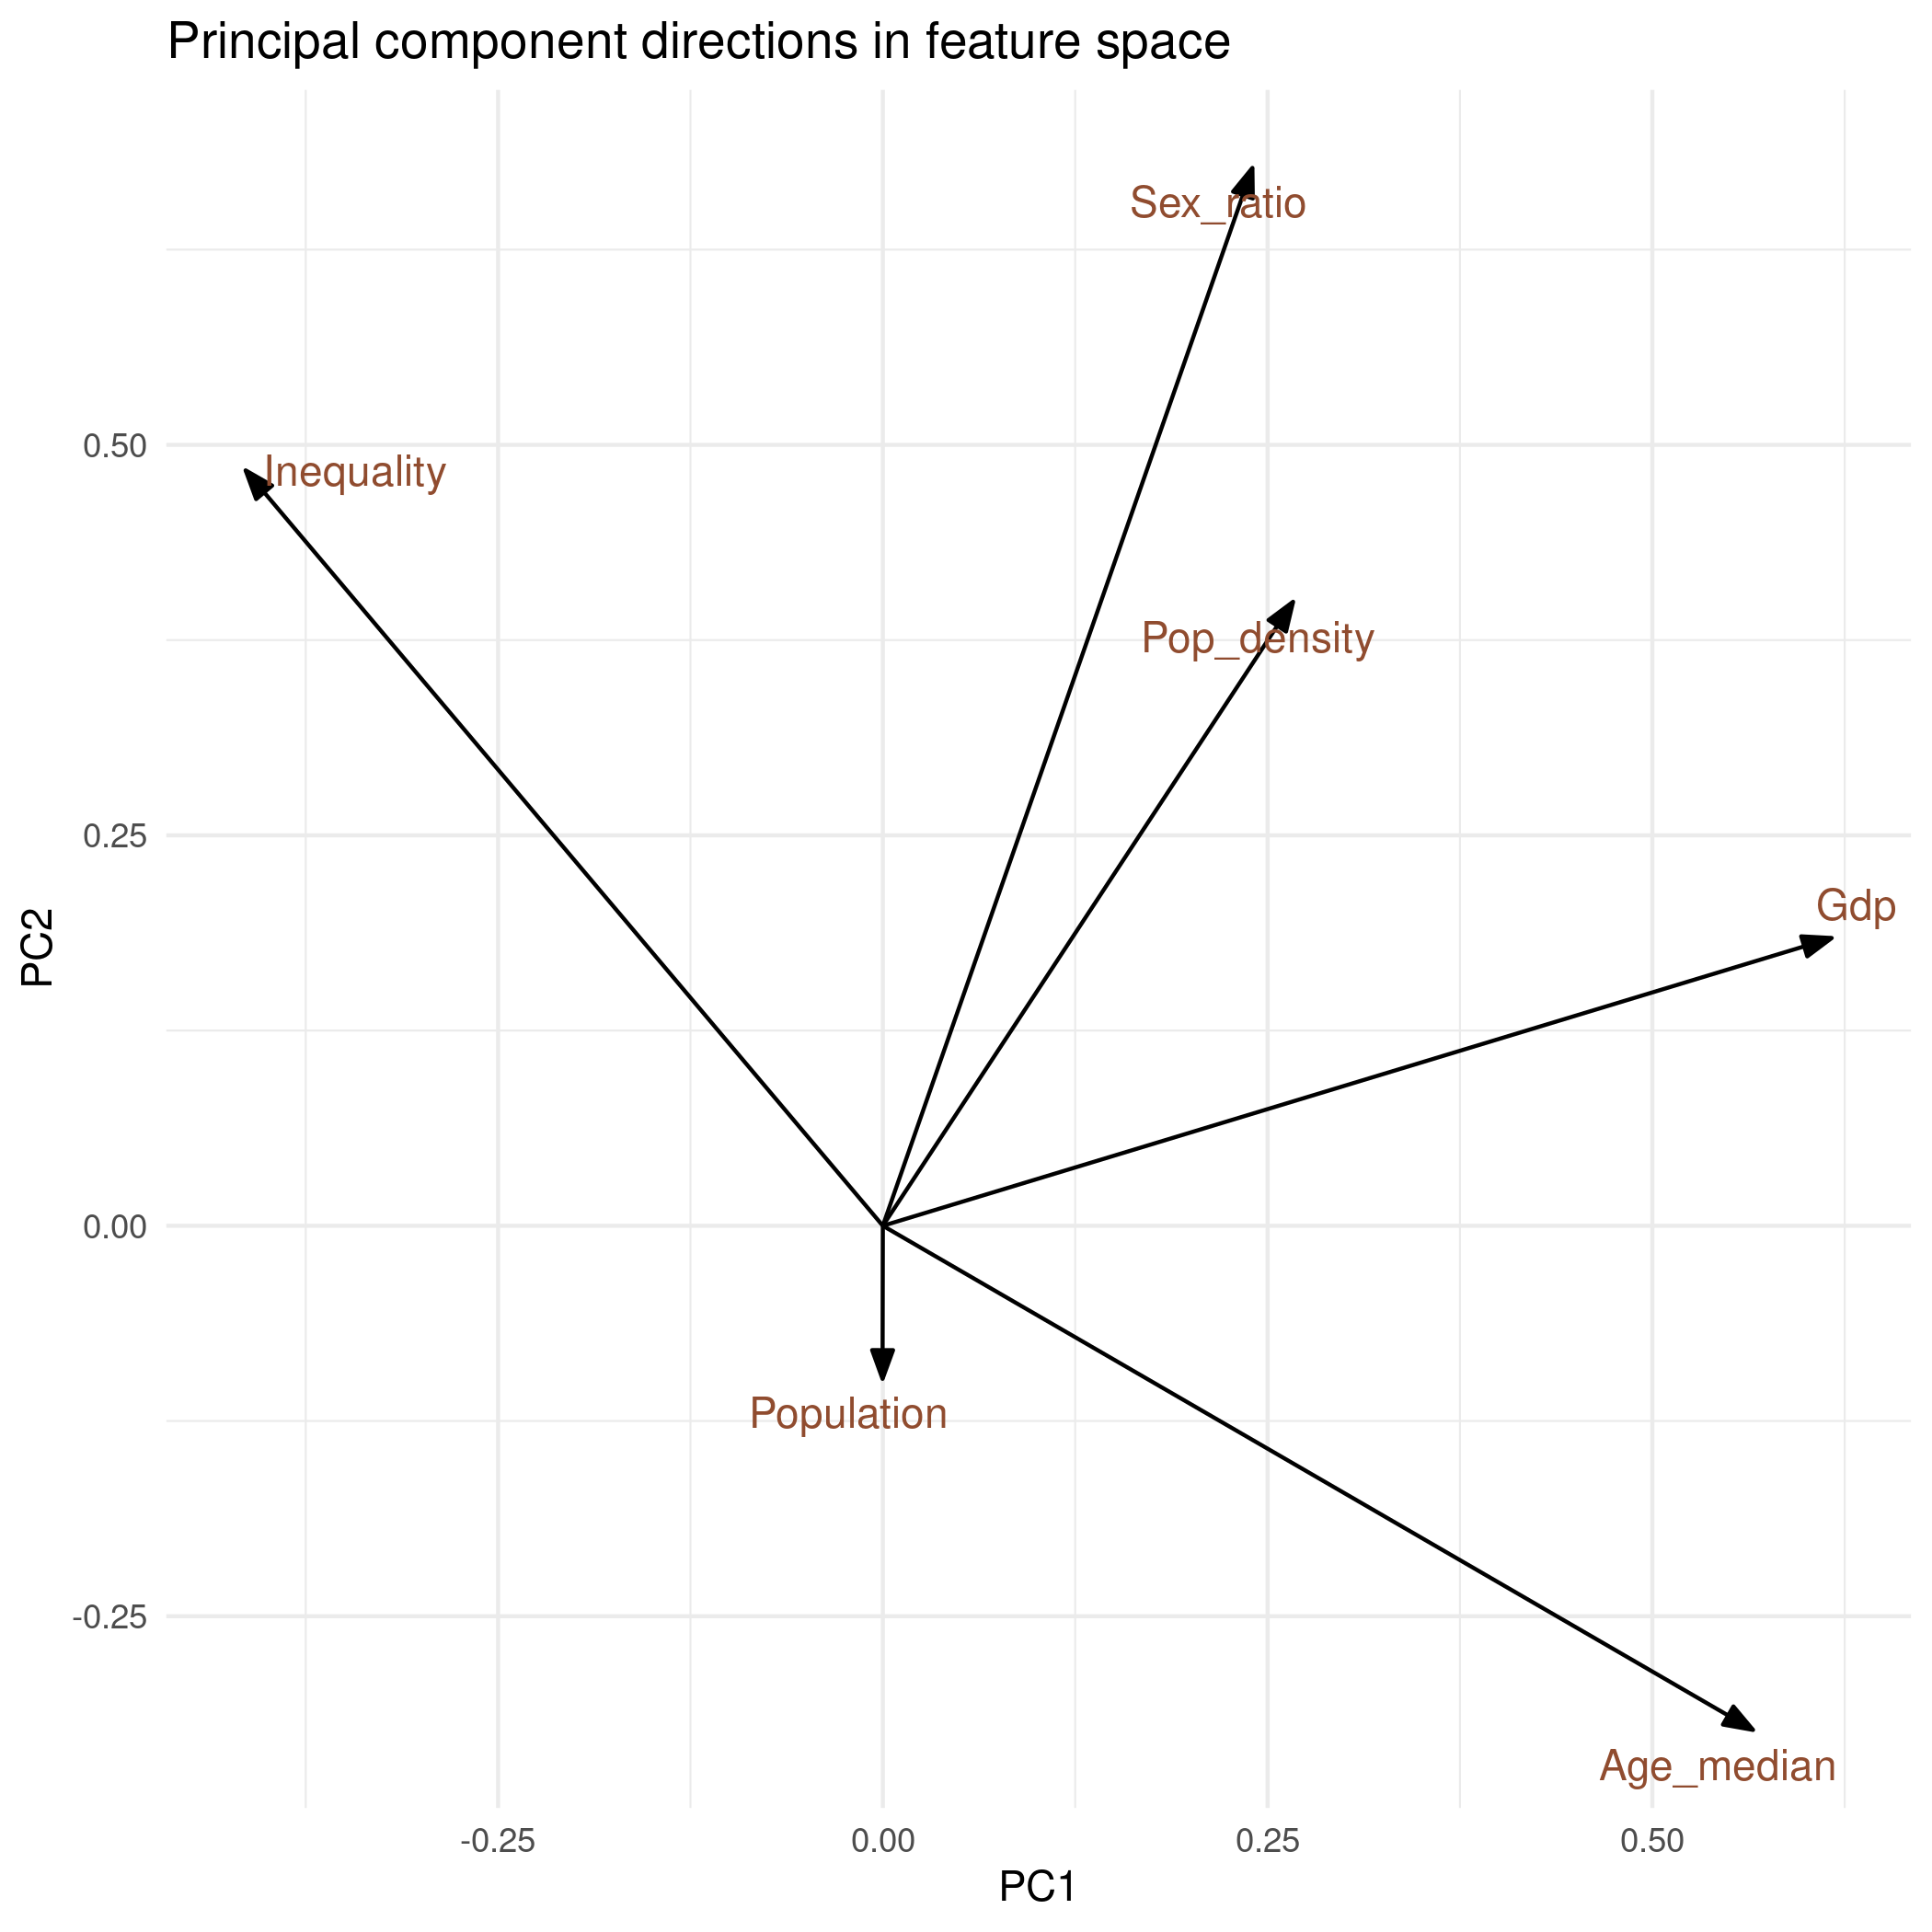 Principal component directions in feature space
Sex_ratio
0.50
Inequality
Pop_density
0.25
Gdp
PC2
0.00
Population
-0.25
Age_median
-0.25
0.00
0.25
0.50
PC1